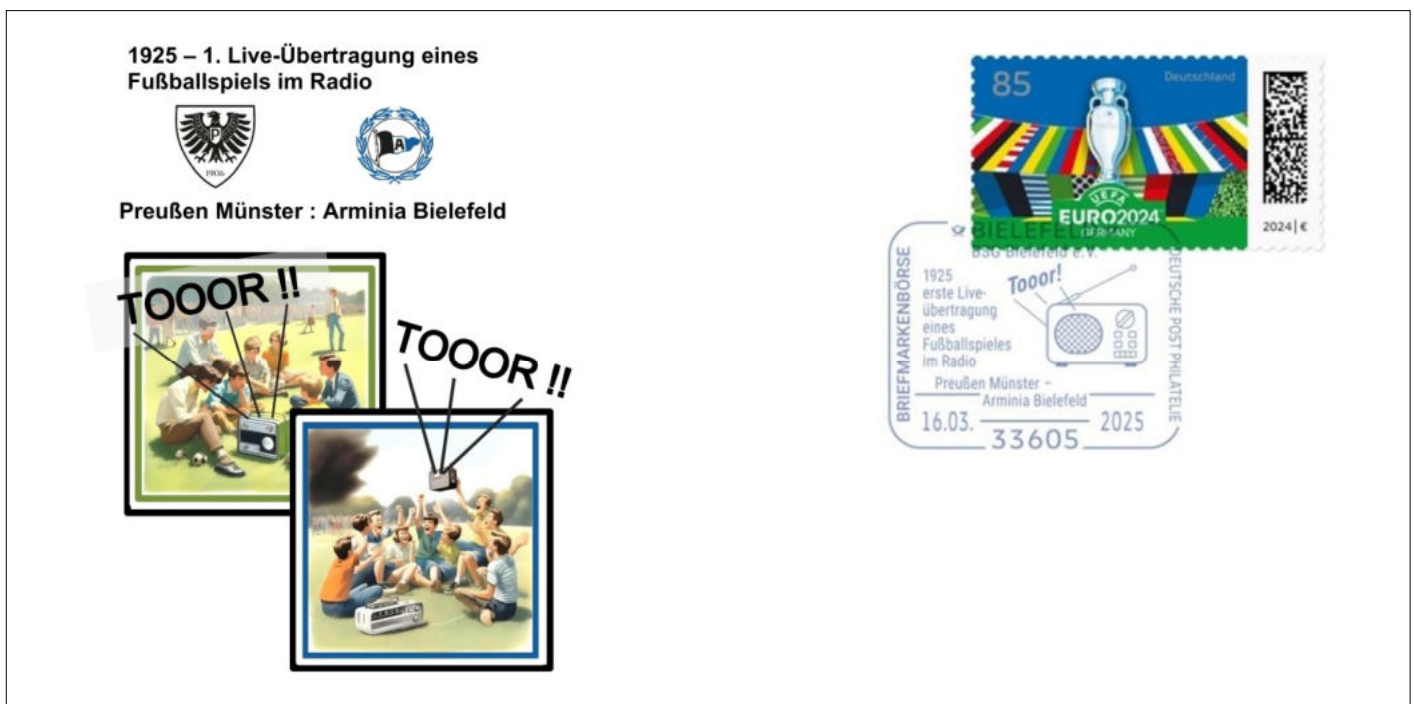 1925 – 1. Live-Übertragung eines
Fußballspiels im Radio
P
1906
A
Preußen Münster : Arminia Bielefeld
TOOOR !!
TOOOR !!
85
Deutschland
UEFA
EURO2024
GERMANY
2024 | €
BIELEFELD
BSG Bielefeld e.V.
BRIEFMARKENBÖRSE
DEUTSCHE POST PHILATELIE
1925
erste Live-
übertragung
eines
Fußballspieles
im Radio
Tooor!
Preußen Münster –
Arminia Bielefeld
16.03. 2025
33605